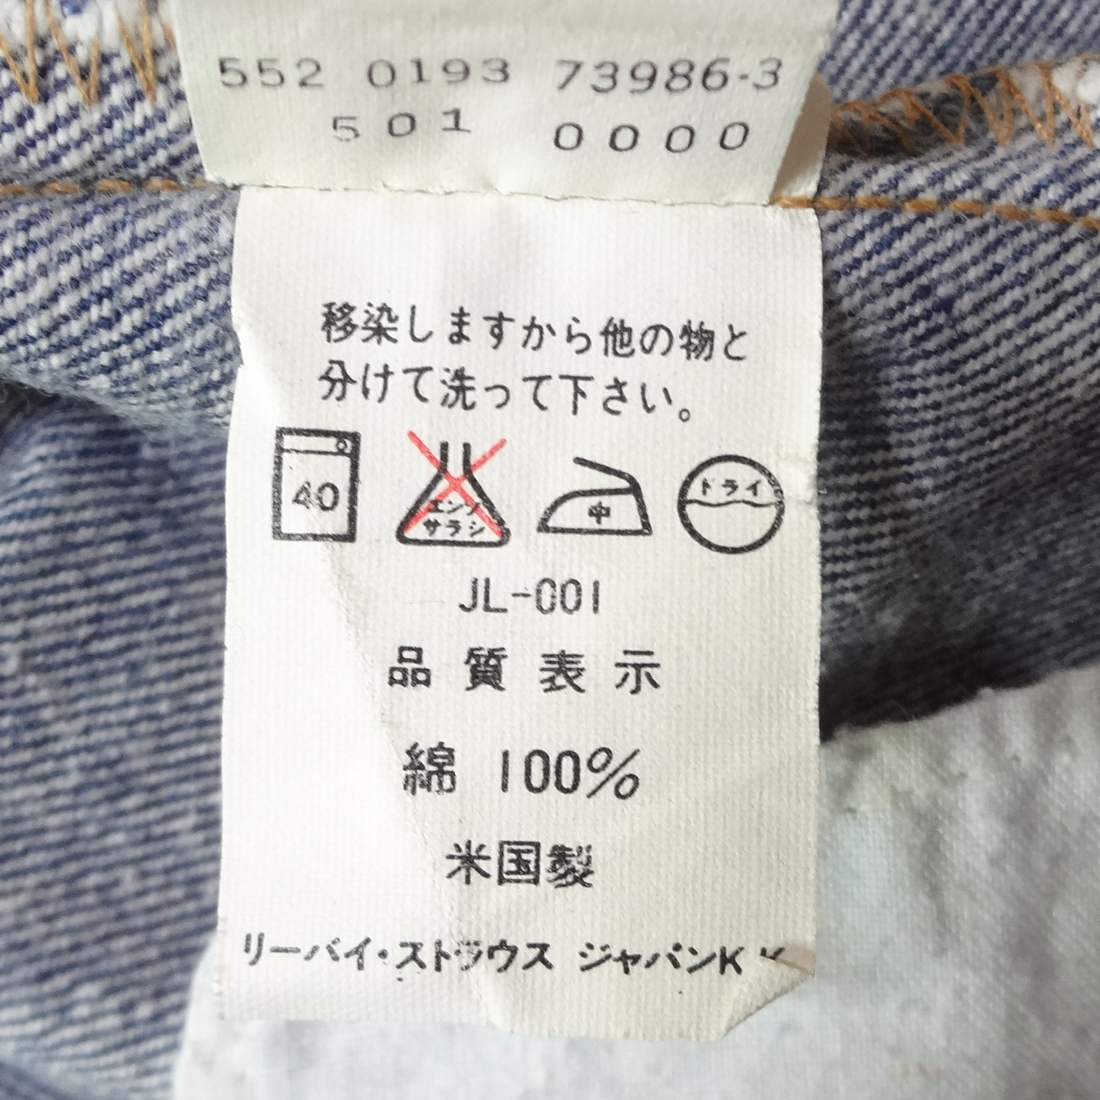 552 0193 73986-3
501 0000
移染しますから他の物と
分けて洗って下さい。
40 エンソ サラシ 中 ドライ
JL-001
品質表示
綿 100%
米国製
リーバイ・ストラウス ジャパンK K